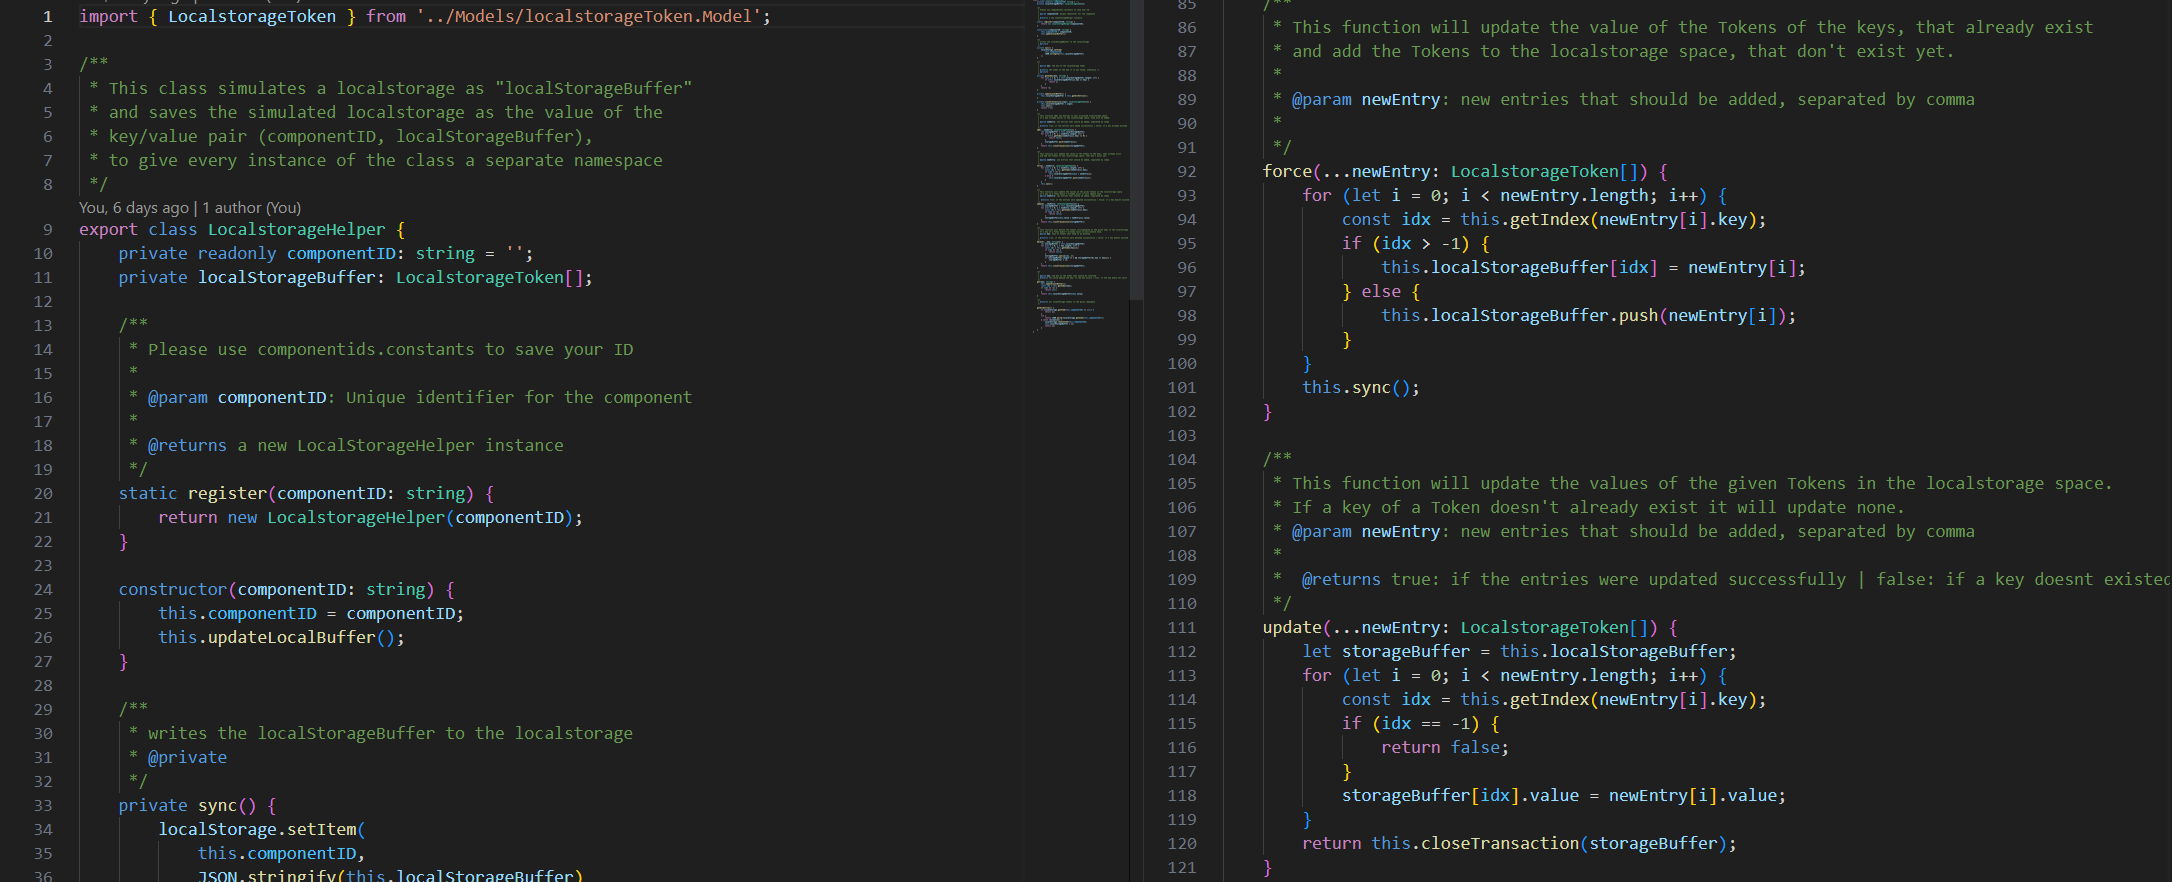 1 import { LocalstorageToken } from '../Models/localstorageToken.Model';
2
3 /**
4 * This class simulates a localstorage as "localStorageBuffer"
5 * and saves the simulated localstorage as the value of the
6 * key/value pair (componentID, localStorageBuffer),
7 * to give every instance of the class a separate namespace
8 */
You, 6 days ago | 1 author (You)
9 export class LocalstorageHelper {
10 private readonly componentID: string = '';
11 private localStorageBuffer: LocalstorageToken[];
12
13 /**
14 * Please use componentids.constants to save your ID
15 *
16 * @param componentID: Unique identifier for the component
17 *
18 * @returns a new LocalStorageHelper instance
19 */
20 static register(componentID: string) {
21 return new LocalstorageHelper(componentID);
22 }
23
24 constructor(componentID: string) {
25 this.componentID = componentID;
26 this.updateLocalBuffer();
27 }
28
29 /**
30 * writes the localStorageBuffer to the localstorage
31 * @private
32 */
33 private sync() {
34 localStorage.setItem(
35 this.componentID,
36 JSON.stringify(this.localStorageBuffer)
85 /**
86 * This function will update the value of the Tokens of the keys, that already exist
87 * and add the Tokens to the localstorage space, that don't exist yet.
88 *
89 * @param newEntry: new entries that should be added, separated by comma
90 *
91 */
92 force(...newEntry: LocalstorageToken[]) {
93 for (let i = 0; i < newEntry.length; i++) {
94 const idx = this.getIndex(newEntry[i].key);
95 if (idx > -1) {
96 this.localStorageBuffer[idx] = newEntry[i];
97 } else {
98 this.localStorageBuffer.push(newEntry[i]);
99 }
100 }
101 this.sync();
102 }
103
104 /**
105 * This function will update the values of the given Tokens in the localstorage space.
106 * If a key of a Token doesn't already exist it will update none.
107 * @param newEntry: new entries that should be added, separated by comma
108 *
109 * @returns true: if the entries were updated successfully | false: if a key doesnt existed
110 */
111 update(...newEntry: LocalstorageToken[]) {
112 let storageBuffer = this.localStorageBuffer;
113 for (let i = 0; i < newEntry.length; i++) {
114 const idx = this.getIndex(newEntry[i].key);
115 if (idx == -1) {
116 return false;
117 }
118 storageBuffer[idx].value = newEntry[i].value;
119 }
120 return this.closeTransaction(storageBuffer);
121 }